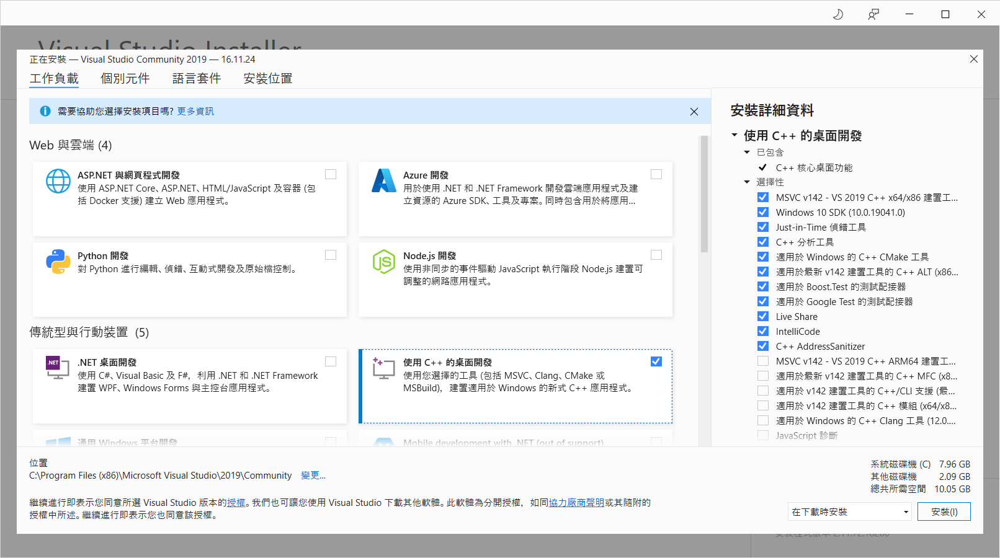 Visual Studio Installer
正在安裝 — Visual Studio Community 2019 — 16.11.24
工作負載 個別元件 語言套件 安裝位置
需要協助您選擇安裝項目嗎? 更多資訊
Web 與雲端 (4)
ASP.NET 與網頁程式開發
使用 ASP.NET Core、ASP.NET、HTML/JavaScript 及容器 (包
括 Docker 支援) 建立 Web 應用程式。
Azure 開發
用於使用 .NET 和 .NET Framework 開發雲端應用程式及建
立資源的 Azure SDK、工具及專案。同時包含用於將應用...
Python 開發
對 Python 進行編輯、偵錯、互動式開發及原始檔控制。
Node.js 開發
使用非同步的事件驅動 JavaScript 執行階段 Node.js 建置可
調整的網路應用程式。
傳統型與行動裝置 (5)
.NET
.NET 桌面開發
使用 C#、Visual Basic 及 F#，利用 .NET 和 .NET Framework
建置 WPF、Windows Forms 與主控台應用程式。
使用 C++ 的桌面開發
使用您選擇的工具 (包括 MSVC、Clang、CMake 或
MSBuild)，建置適用於 Windows 的新式 C++ 應用程式。
通用 Windows 平台開發
Mobile development with .NET (out of support)
安裝詳細資料
使用 C++ 的桌面開發
已包含
C++ 核心桌面功能
選擇性
MSVC v142 - VS 2019 C++ x64/x86 建置工...
Windows 10 SDK (10.0.19041.0)
Just-in-Time 偵錯工具
C++ 分析工具
適用於 Windows 的 C++ CMake 工具
適用於最新 v142 建置工具的 C++ ALT (x86...
適用於 Boost.Test 的測試配接器
適用於 Google Test 的測試配接器
Live Share
IntelliCode
C++ AddressSanitizer
MSVC v142 - VS 2019 C++ ARM64 建置工...
適用於最新 v142 建置工具的 C++ MFC (x8...
適用於 v142 建置工具的 C++/CLI 支援 (最...
適用於 v142 建置工具的 C++ 模組 (x64/x8...
適用於 Windows 的 C++ Clang 工具 (12.0....
JavaScript 診斷
位置
C:\Program Files (x86)\Microsoft Visual Studio\2019\Community 變更...
繼續進行即表示您同意所選 Visual Studio 版本的授權。我們也可讓您使用 Visual Studio 下載其他軟體。此軟體為分開授權，如同協力廠商聲明或其隨附的
授權中所述。繼續進行即表示您也同意該授權。
系統磁碟機 (C) 7.96 GB
其他磁碟機 2.09 GB
總共所需空間 10.05 GB
在下載時安裝 安裝(I)